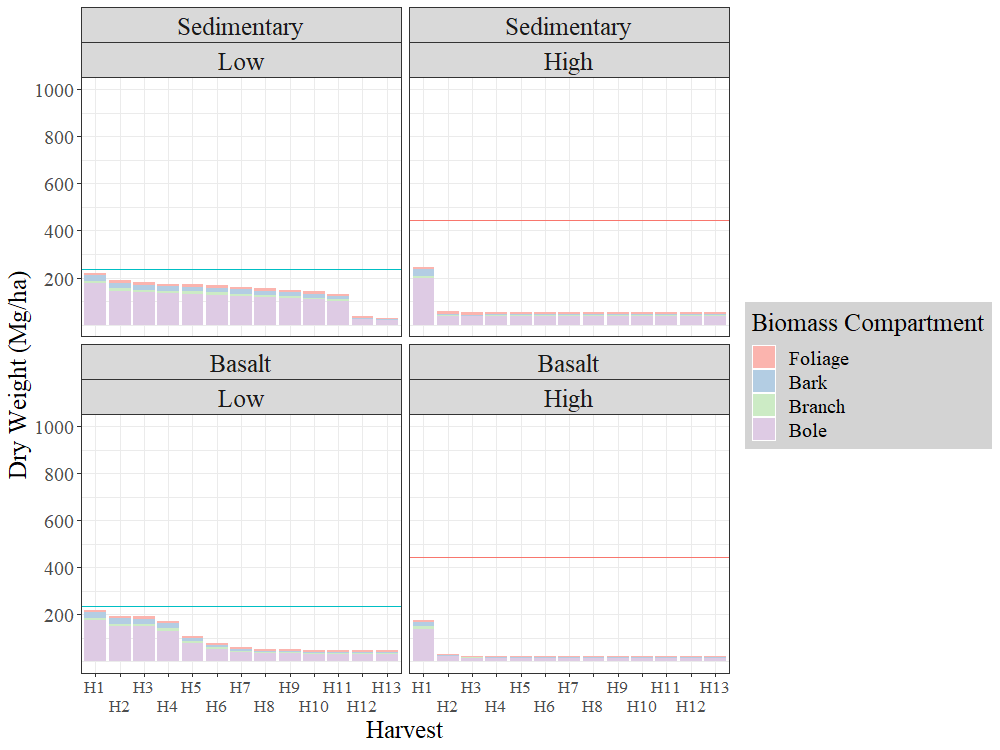 Sedimentary
Sedimentary
Low
High
1000
800
600
400
200
Basalt
Basalt
Low
High
1000
800
600
400
200
Dry Weight (Mg/ha)
H1 H3 H5 H7 H9 H11 H13
H2 H4 H6 H8 H10 H12
H1 H3 H5 H7 H9 H11 H13
H2 H4 H6 H8 H10 H12
Harvest
Biomass Compartment
Foliage
Bark
Branch
Bole